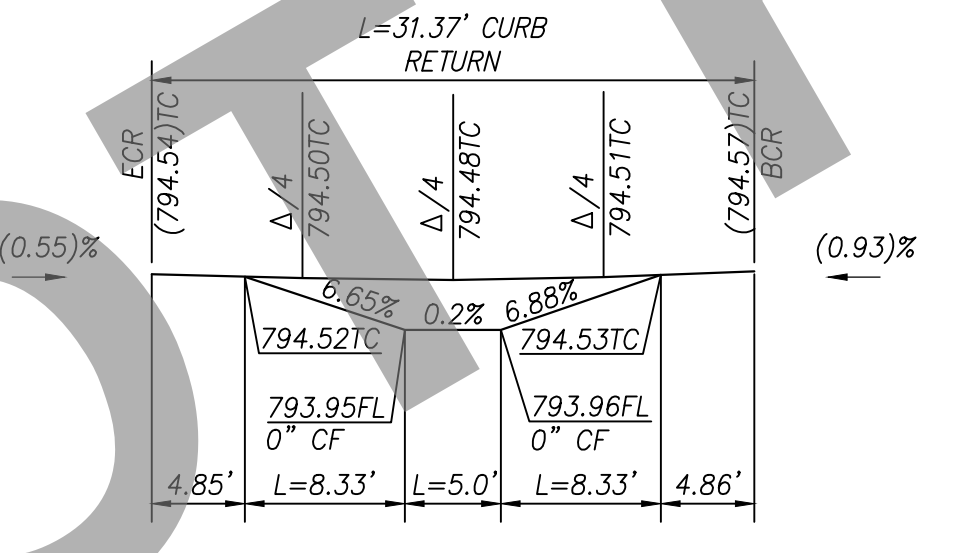 L=31.37' CURB
RETURN
ECR
(794.54)TC
Δ/4
794.50TC
Δ/4
794.48TC
Δ/4
794.51TC
(794.57)TC
BCR
(0.55)%
(0.93)%
6.65%
0.2%
6.88%
794.52TC
794.53TC
793.95FL
0" CF
793.96FL
0" CF
4.85'
L=8.33'
L=5.0'
L=8.33'
4.86'